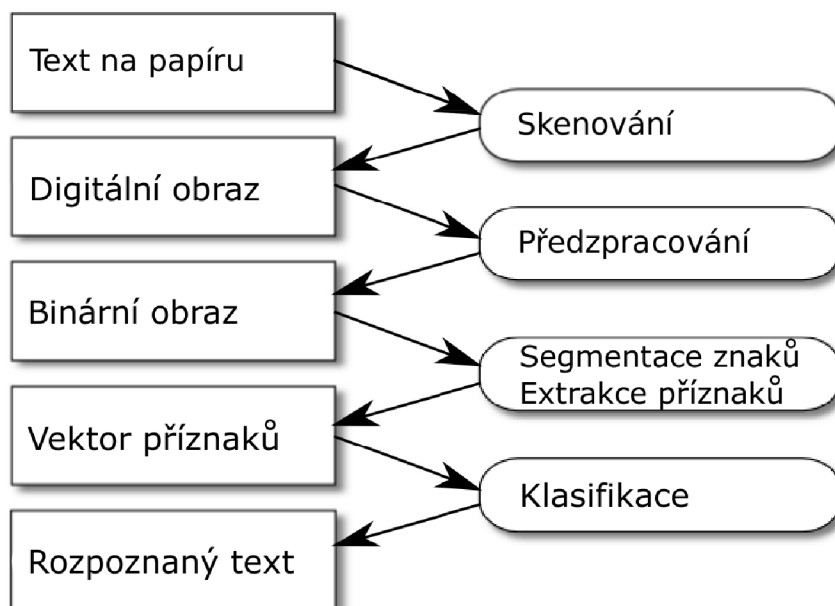 Text na papíru
Skenování
Digitální obraz
Předzpracování
Binární obraz
Segmentace znaků
Extrakce příznaků
Vektor příznaků
Klasifikace
Rozpoznaný text